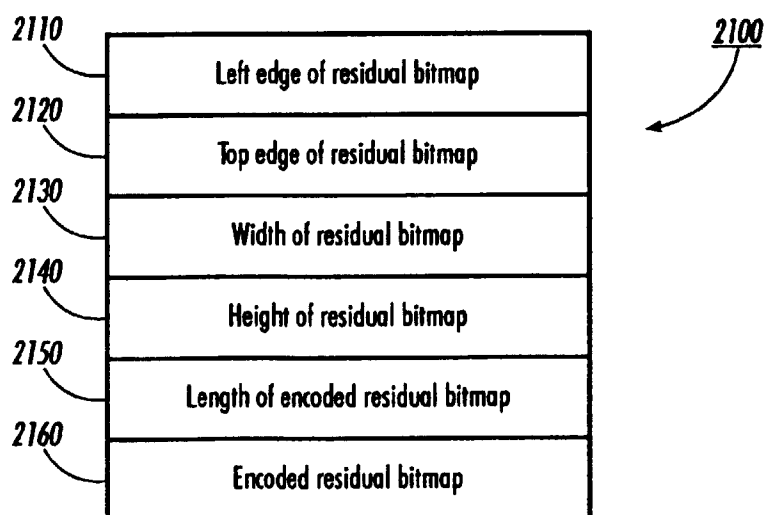 2110
2100
Left edge of residual bitmap
2120
Top edge of residual bitmap
2130
Width of residual bitmap
2140
Height of residual bitmap
2150
Length of encoded residual bitmap
2160
Encoded residual bitmap